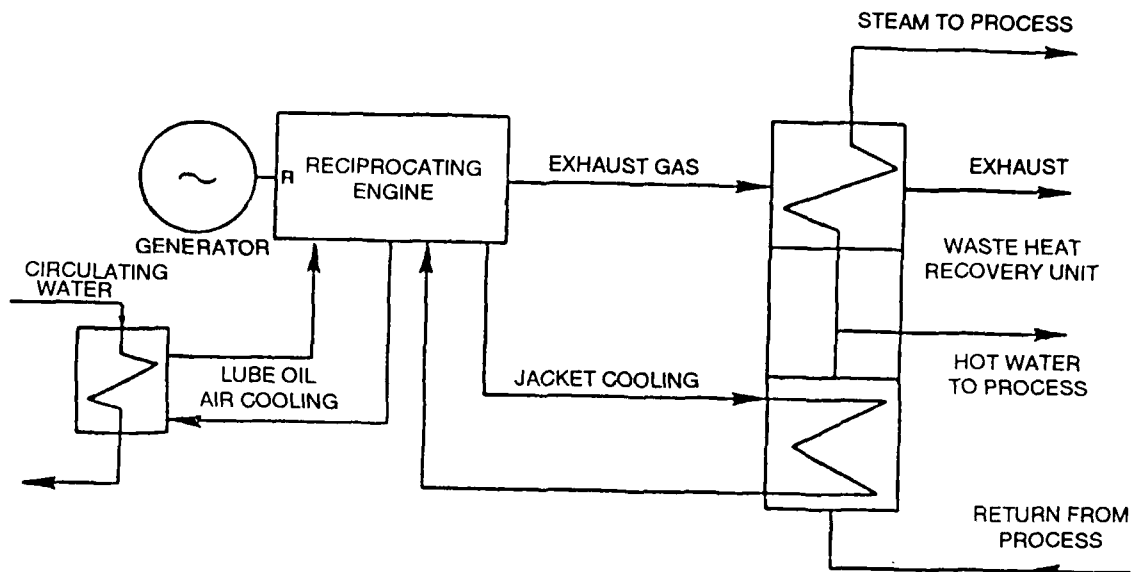 STEAM TO PROCESS
RECIPROCATING
ENGINE
EXHAUST GAS
EXHAUST
GENERATOR
WASTE HEAT
RECOVERY UNIT
CIRCULATING
WATER
HOT WATER
TO PROCESS
LUBE OIL
AIR COOLING
JACKET COOLING
RETURN FROM
PROCESS